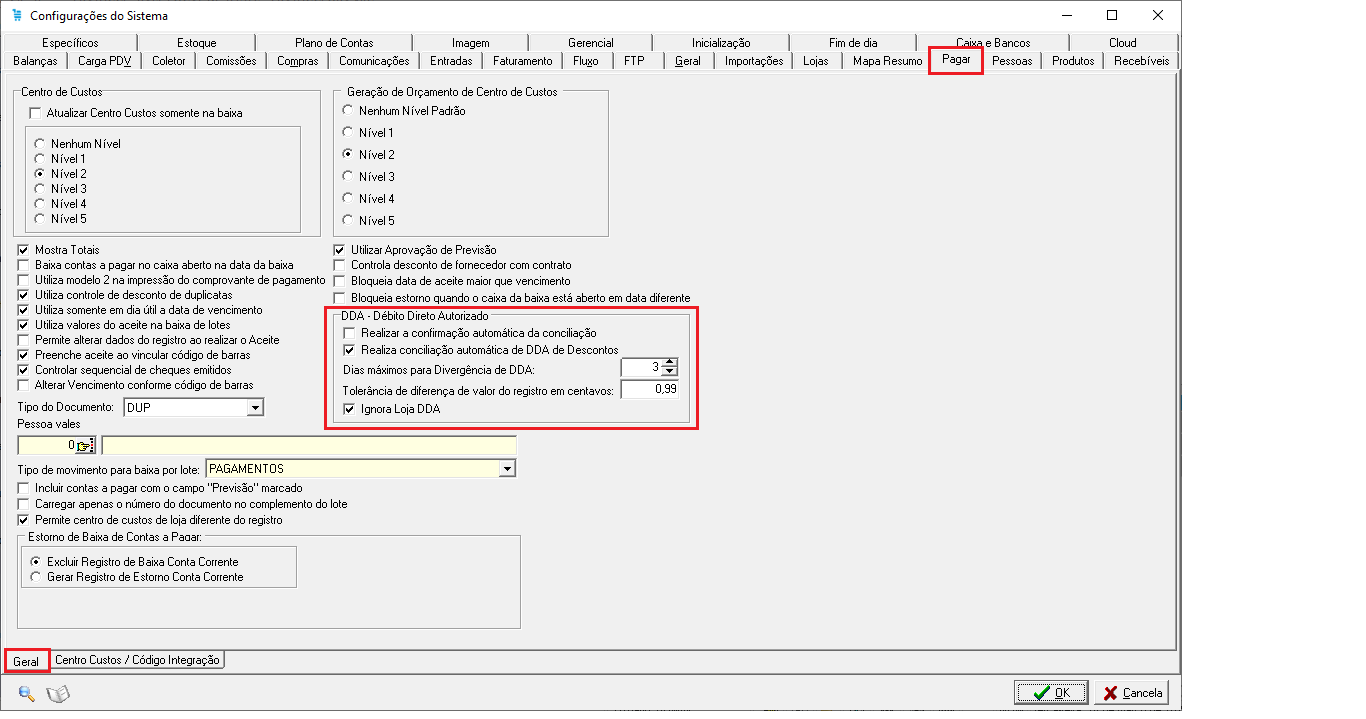 Configurações do Sistema
Específicos Estoque Plano de Contas Imagem Gerencial Inicialização Fim de dia Caixa e Bancos Cloud
Balanças Carga PDV Coletor Comissões Compras Comunicações Entradas Faturamento Fluxo FTP Geral Importações Lojas Mapa Resumo Pagar Pessoas Produtos Recebíveis
Centro de Custos
Atualizar Centro Custos somente na baixa
Nenhum Nível
Nível 1
Nível 2
Nível 3
Nível 4
Nível 5
Geração de Orçamento de Centro de Custos
Nenhum Nível Padrão
Nível 1
Nível 2
Nível 3
Nível 4
Nível 5
Mostra Totais
Baixa contas a pagar no caixa aberto na data da baixa
Utiliza modelo 2 na impressão do comprovante de pagamento
Utiliza controle de desconto de duplicatas
Utiliza somente em dia útil a data de vencimento
Utiliza valores do aceite na baixa de lotes
Permite alterar dados do registro ao realizar o Aceite
Preenche aceite ao vincular código de barras
Controlar sequencial de cheques emitidos
Alterar Vencimento conforme código de barras
Utilizar Aprovação de Previsão
Controla desconto de fornecedor com contrato
Bloqueia data de aceite maior que vencimento
Bloqueia estorno quando o caixa da baixa está aberto em data diferente
DDA - Débito Direto Autorizado
Realizar a confirmação automática da conciliação
Realiza conciliação automática de DDA de Descontos
Dias máximos para Divergência de DDA: 3
Tolerância de diferença de valor do registro em centavos: 0,99
Ignora Loja DDA
Tipo do Documento: DUP
Pessoa vales
0
Tipo de movimento para baixa por lote: PAGAMENTOS
Incluir contas a pagar com o campo "Previsão" marcado
Carregar apenas o número do documento no complemento do lote
Permite centro de custos de loja diferente do registro
Estorno de Baixa de Contas a Pagar:
Excluir Registro de Baixa Conta Corrente
Gerar Registro de Estorno Conta Corrente
Geral Centro Custos / Código Integração
OK Cancela